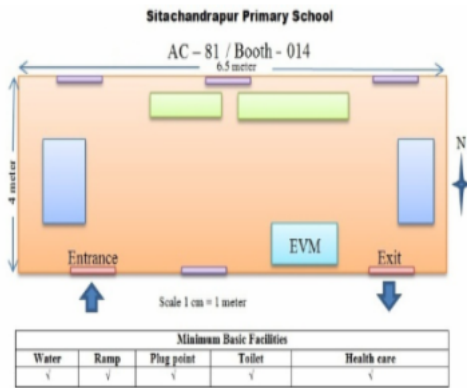 Sitachandrapur Primary School
AC – 81 / Booth - 014
6.5 meter
4 meter
N
EVM
Entrance
Exit
Scale 1 cm = 1 meter
Minimum Basic Facilities
Water Ramp Plug point Toilet Health care
√ √ √ √ √